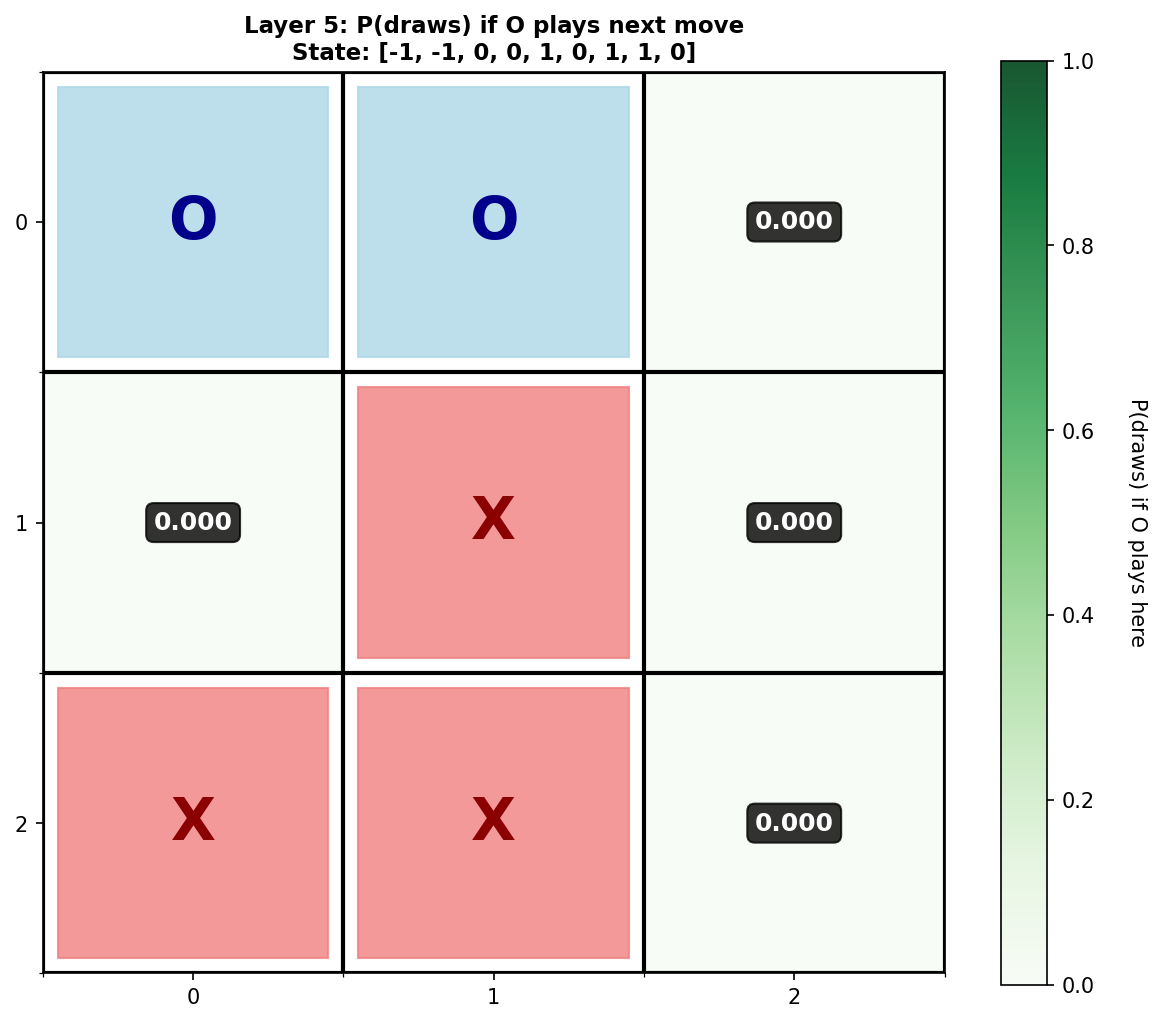 Layer 5: P(draws) if O plays next move
State: [-1, -1, 0, 0, 1, 0, 1, 1, 0]
0
O
O
0.000
1
0.000
X
0.000
2
X
X
0.000
0
1
2
1.0
0.8
0.6
0.4
0.2
0.0
P(draws) if O plays here